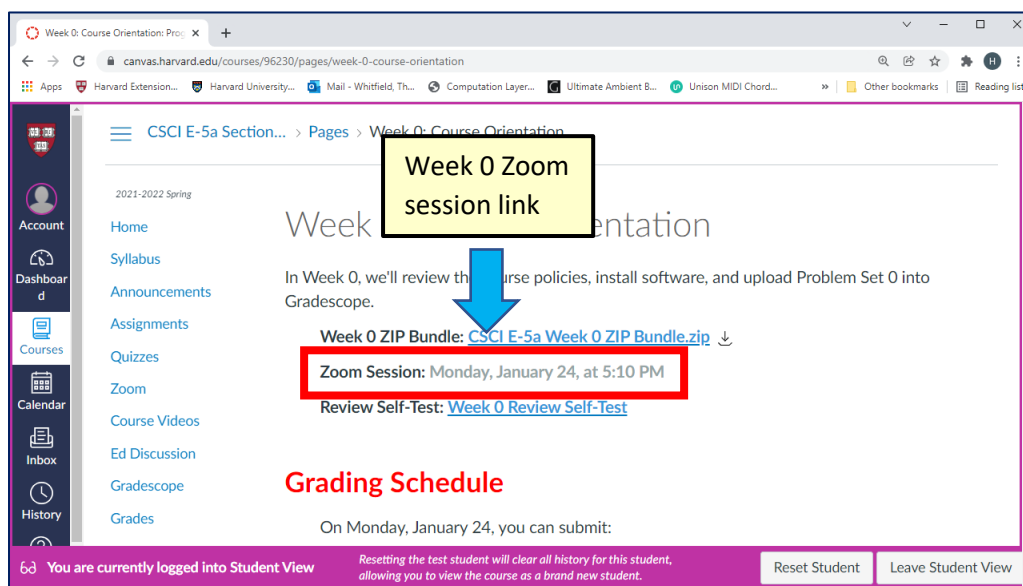 Week 0: Course Orientation: Prog
canvas.harvard.edu/courses/96230/pages/week-0-course-orientation
H
Apps Harvard Extension... Harvard University... Mail - Whitfield, Th... Computation Layer... Ultimate Ambient B... Unison MIDI Chord... » Other bookmarks Reading list
CSCI E-5a Section... > Pages > Week 0: Course Orientation
Week 0 Zoom
session link
2021-2022 Spring
Account
Dashboar
d
Courses
Calendar
Inbox
History
Home
Syllabus
Announcements
Assignments
Quizzes
Zoom
Course Videos
Ed Discussion
Gradescope
Grades
Week entation
In Week 0, we'll review the urse policies, install software, and upload Problem Set 0 into
Gradescope.
Week 0 ZIP Bundle: CSCI E-5a Week 0 ZIP Bundle.zip
Zoom Session: Monday, January 24, at 5:10 PM
Review Self-Test: Week 0 Review Self-Test
Grading Schedule
On Monday, January 24, you can submit:
You are currently logged into Student View
Resetting the test student will clear all history for this student,
allowing you to view the course as a brand new student.
Reset Student
Leave Student View